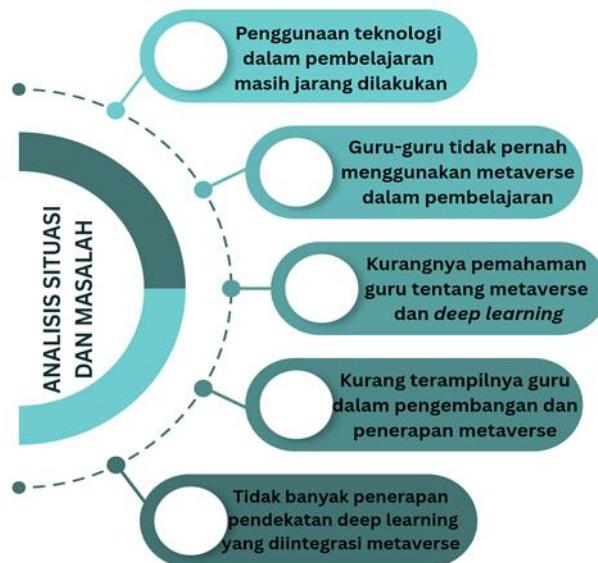 ANALISIS SITUASI
DAN MASALAH
Penggunaan teknologi
dalam pembelajaran
masih jarang dilakukan
Guru-guru tidak pernah
menggunakan metaverse
dalam pembelajaran
Kurangnya pemahaman
guru tentang metaverse
dan deep learning
Kurang terampilnya guru
dalam pengembangan dan
penerapan metaverse
Tidak banyak penerapan
pendekatan deep learning
yang diintegrasi metaverse